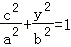 c²/a² + y²/b² = 1